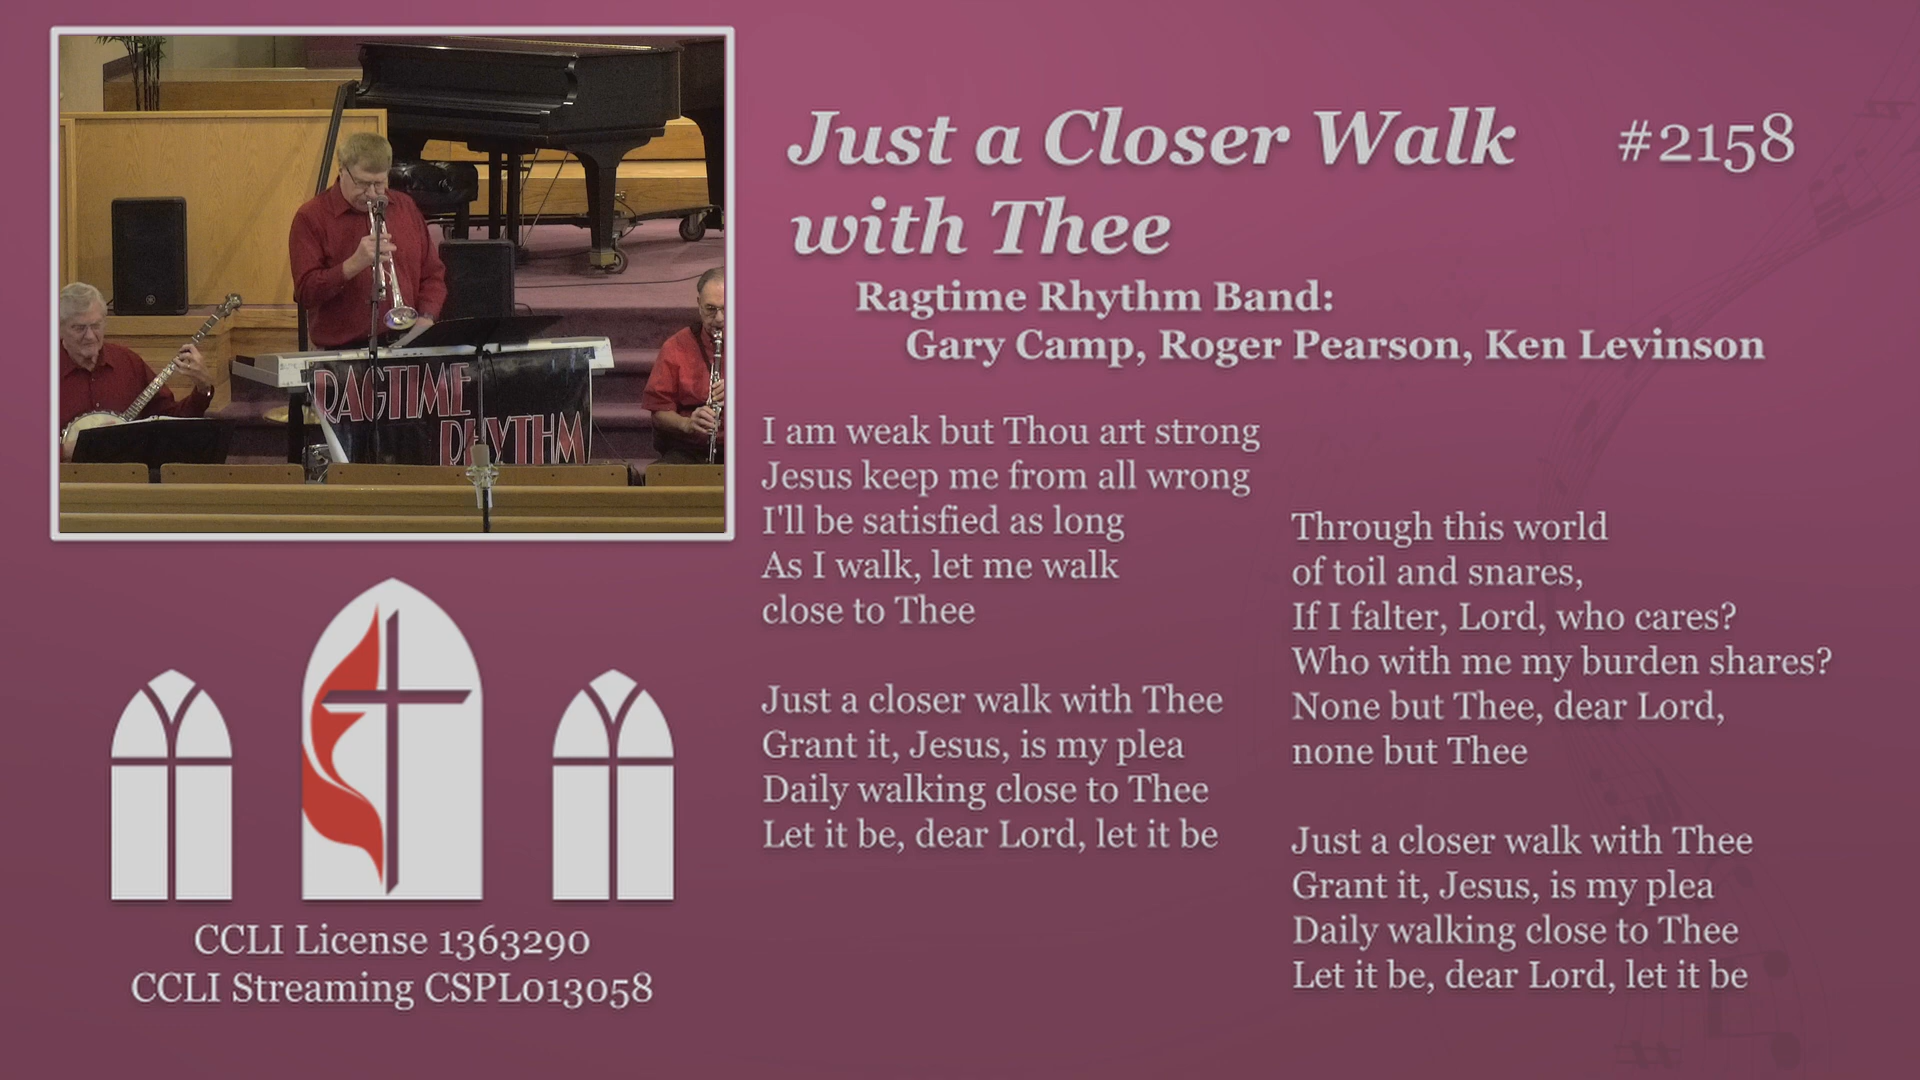 Just a Closer Walk
with Thee
#2158
Ragtime Rhythm Band:
Gary Camp, Roger Pearson, Ken Levinson
RAGTIME
RHYTHM
I am weak but Thou art strong
Jesus keep me from all wrong
I'll be satisfied as long
As I walk, let me walk
close to Thee
Just a closer walk with Thee
Grant it, Jesus, is my plea
Daily walking close to Thee
Let it be, dear Lord, let it be
Through this world
of toil and snares,
If I falter, Lord, who cares?
Who with me my burden shares?
None but Thee, dear Lord,
none but Thee
Just a closer walk with Thee
Grant it, Jesus, is my plea
Daily walking close to Thee
Let it be, dear Lord, let it be
CCLI License 1363290
CCLI Streaming CSPL013058